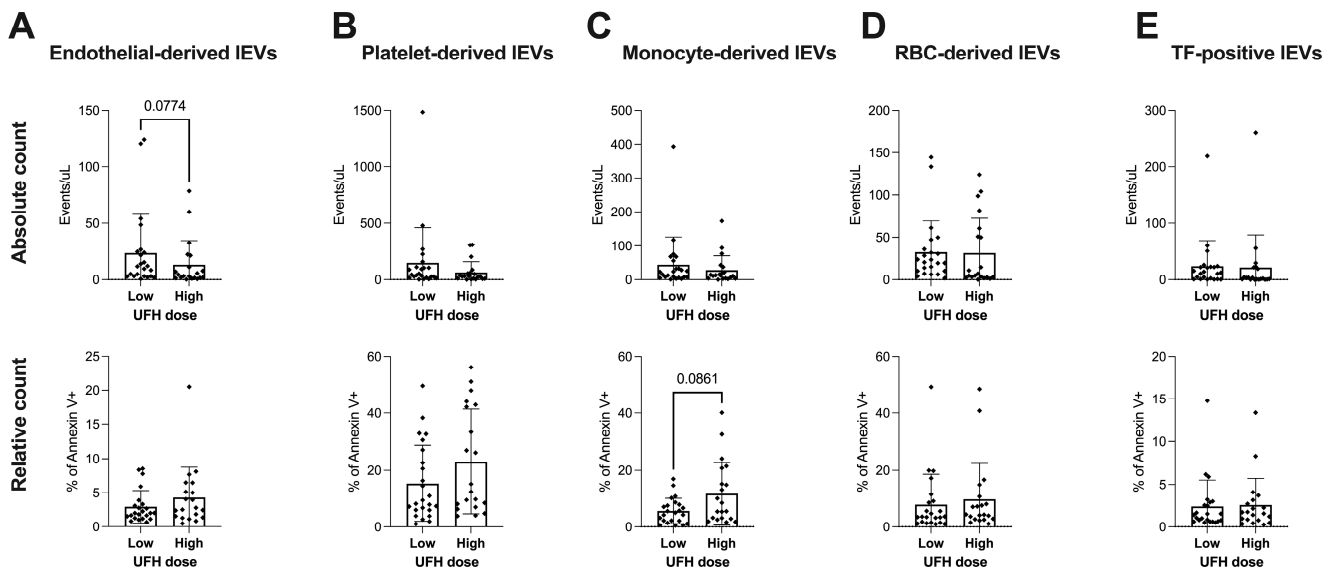 A
Endothelial-derived lEVs
B
Platelet-derived lEVs
C
Monocyte-derived lEVs
D
RBC-derived lEVs
E
TF-positive lEVs
Absolute count
Events/uL
150
100
50
0
0.0774
Low High
UFH dose
Events/uL
1500
1000
500
0
Low High
UFH dose
Events/uL
500
400
300
200
100
0
Low High
UFH dose
Events/uL
200
150
100
50
0
Low High
UFH dose
Events/uL
300
200
100
0
Low High
UFH dose
Relative count
% of Annexin V+
25
20
15
10
5
0
Low High
UFH dose
% of Annexin V+
60
40
20
0
Low High
UFH dose
% of Annexin V+
60
40
20
0
0.0861
Low High
UFH dose
% of Annexin V+
60
40
20
0
Low High
UFH dose
% of Annexin V+
20
15
10
5
0
Low High
UFH dose